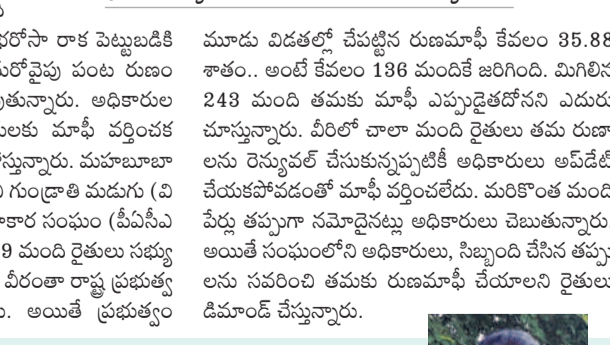 రోసా రాక పెట్టుబడికి
రోవైపు పంట రుణం
తున్నారు. అధికారుల
లకు మాఫీ వర్తించక
స్తున్నారు. మహబూబా
గుండ్రాతి మడుగు (వి
కార సంఘం (పీఏసీఎ
9 మంది రైతులు సభ్యు
వీరంతా రాష్ట్ర ప్రభుత్వ
. అయితే ప్రభుత్వం
మూడు విడతల్లో చేపట్టిన రుణమాఫీ కేవలం 35.88
శాతం.. అంటే కేవలం 136 మందికే జరిగింది. మిగిలిన
243 మంది తమకు మాఫీ ఎప్పుడైతదోనని ఎదురు
చూస్తున్నారు. వీరిలో చాలా మంది రైతులు తమ రుణా
లను రెన్యువల్ చేసుకున్నప్పటికీ అధికారులు అప్‌డేట్
చేయకపోవడంతో మాఫీ వర్తించలేదు. మరికొంత మంది
పేర్లు తప్పుగా నమోదైనట్లు అధికారులు చెబుతున్నారు.
అయితే సంఘంలోని అధికారులు, సిబ్బంది చేసిన తప్పు
లను సవరించి తమకు రుణమాఫీ చేయాలని రైతులు
డిమాండ్ చేస్తున్నారు.